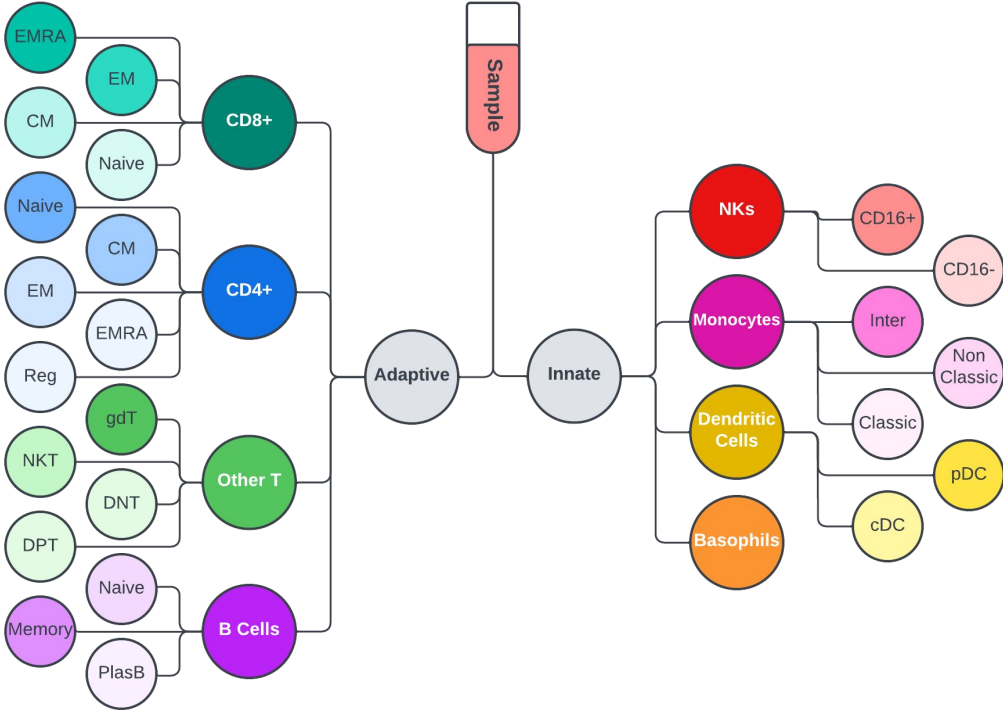 Sample
EMRA
EM
CM
Naive
CD8+
Naive
CM
EM
EMRA
Reg
CD4+
gdT
NKT
DNT
DPT
Other T
Naive
Memory
PlasB
B Cells
Adaptive
Innate
NKs
CD16+
CD16-
Monocytes
Inter
Non
Classic
Classic
Dendritic
Cells
pDC
cDC
Basophils